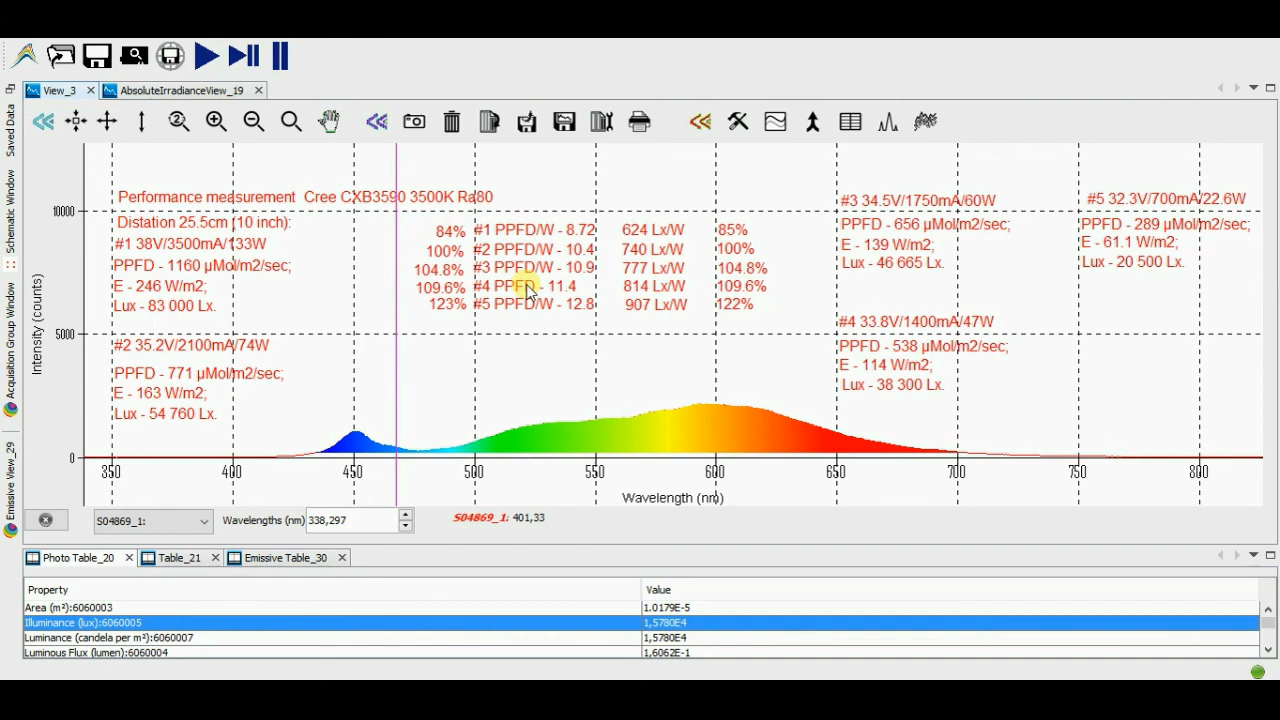 View_3
AbsoluteIrradianceView_19
Saved Data
Schematic Window
Acquisition Group Window
Emissive View_29
Performance measurement Cree CXB3590 3500K Ra80
Distation 25.5cm (10 inch):
#1 38V/3500mA/133W
PPFD - 1160 µMol/m2/sec;
E - 246 W/m2;
Lux - 83 000 Lx.
#2 35.2V/2100mA/74W
PPFD - 771 µMol/m2/sec;
E - 163 W/m2;
Lux - 54 760 Lx.
84% #1 PPFD/W - 8.72 624 Lx/W 85%
100% #2 PPFD/W - 10.4 740 Lx/W 100%
104.8% #3 PPFD/W - 10.9 777 Lx/W 104.8%
109.6% #4 PPFD - 11.4 814 Lx/W 109.6%
123% #5 PPFD/W - 12.8 907 Lx/W 122%
#3 34.5V/1750mA/60W
PPFD - 656 µMol/m2/sec;
E - 139 W/m2;
Lux - 46 665 Lx.
#4 33.8V/1400mA/47W
PPFD - 538 µMol/m2/sec;
E - 114 W/m2;
Lux - 38 300 Lx.
#5 32.3V/700mA/22.6W
PPFD - 289 µMol/m2/sec;
E - 61.1 W/m2;
Lux - 20 500 Lx.
Intensity (counts)
10000
5000
0
350 400 450 500 550 600 650 700 750 800
Wavelength (nm)
S04869_1:
Wavelengths (nm) 338,297
S04869_1: 401,33
Photo Table_20
Table_21
Emissive Table_30
Property Value
Area (m²):6060003 1.0179E-5
Illuminance (lux):6060005 1,5780E4
Luminance (candela per m²):6060007 1,5780E4
Luminous Flux (lumen):6060004 1,6062E-1